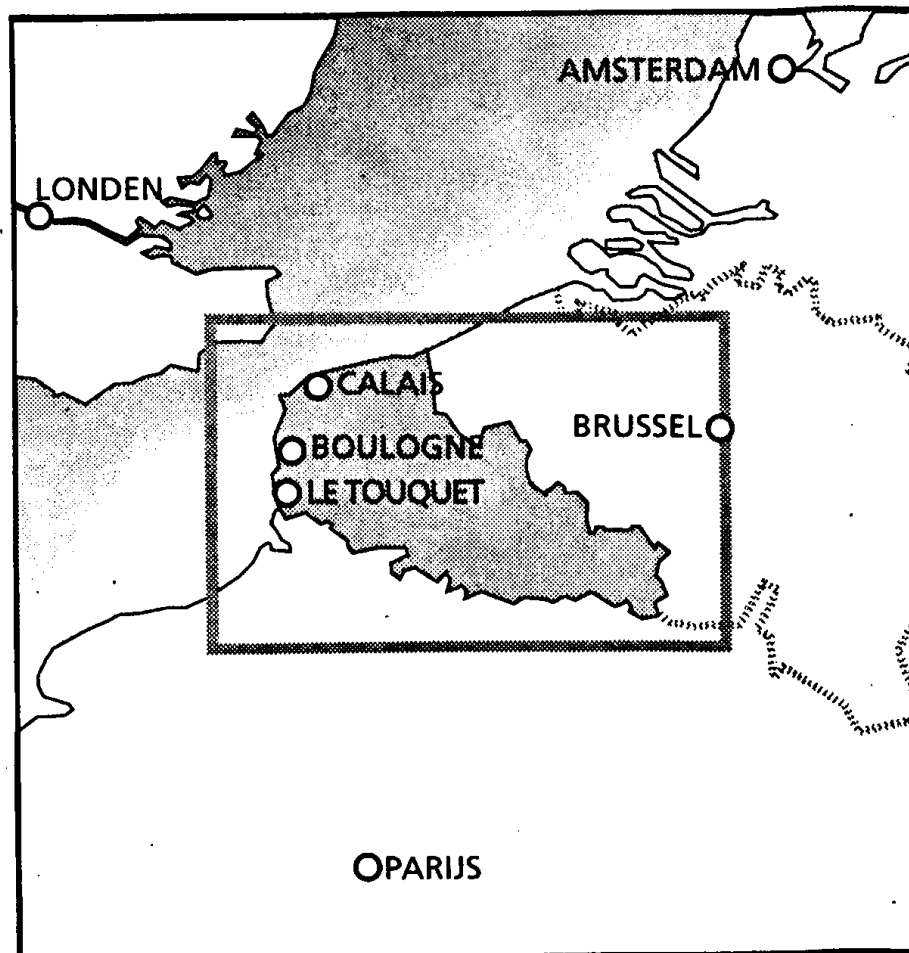 AMSTERDAM
LONDEN
CALAIS
BRUSSEL
BOULOGNE
LE TOUQUET
PARIJS